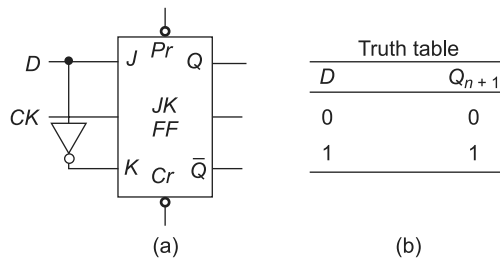 D
CK
J Pr Q
JK
FF
K Cr Q̄
(a)
Truth table
D Qn + 1
0 0
1 1
(b)